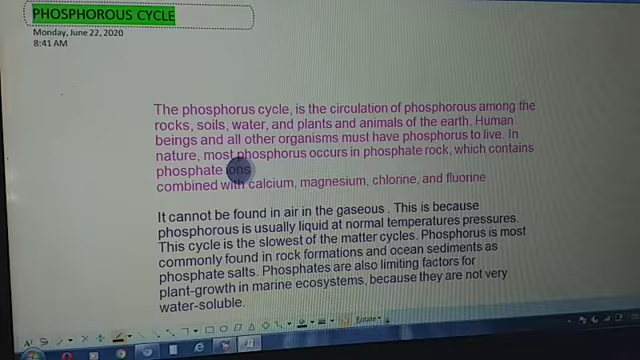 PHOSPHOROUS CYCLE
Monday, June 22, 2020
8:41 AM
The phosphorus cycle, is the circulation of phosphorous among the
rocks, soils, water, and plants and animals of the earth. Human
beings and all other organisms must have phosphorus to live. In
nature, most phosphorus occurs in phosphate rock, which contains
phosphate ions
combined with calcium, magnesium, chlorine, and fluorine
It cannot be found in air in the gaseous . This is because
phosphorous is usually liquid at normal temperatures pressures.
This cycle is the slowest of the matter cycles. Phosphorus is most
commonly found in rock formations and ocean sediments as
phosphate salts. Phosphates are also limiting factors for
plant-growth in marine ecosystems, because they are not very
water-soluble.
Rotate